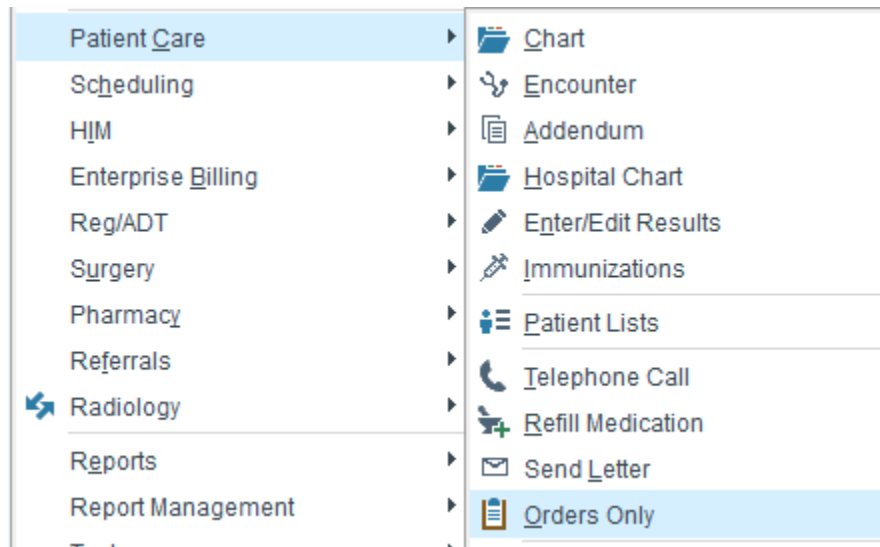 Patient Care
Scheduling
HIM
Enterprise Billing
Reg/ADT
Surgery
Pharmacy
Referrals
Radiology
Reports
Report Management
Chart
Encounter
Addendum
Hospital Chart
Enter/Edit Results
Immunizations
Patient Lists
Telephone Call
Refill Medication
Send Letter
Orders Only